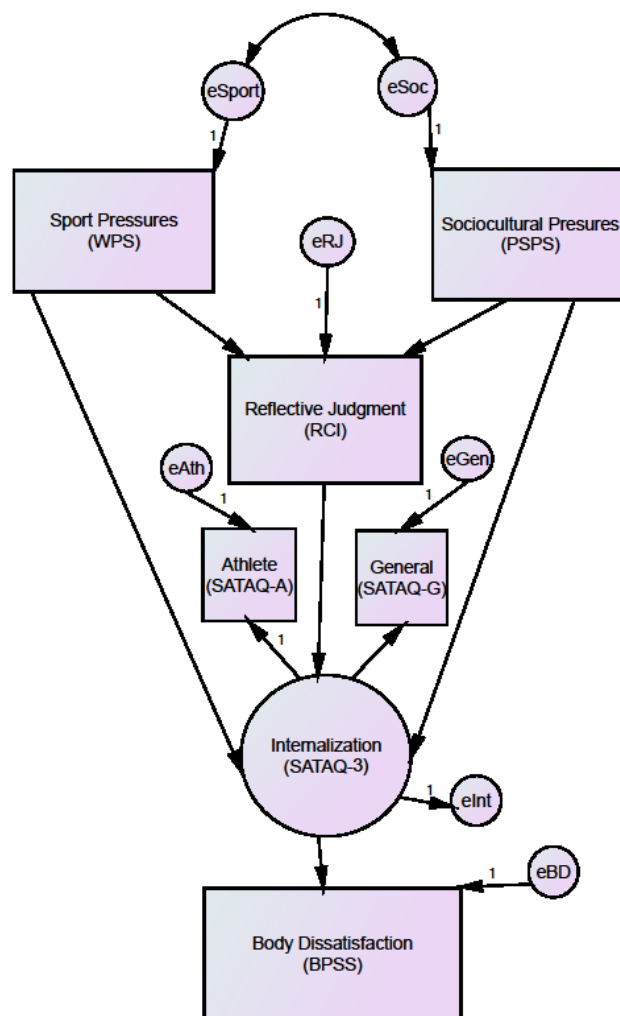 eSport
eSoc
1
1
Sport Pressures
(WPS)
Sociocultural Presures
(PSPS)
eRJ
1
Reflective Judgment
(RCI)
eAth
eGen
1
1
Athlete
(SATAQ-A)
General
(SATAQ-G)
1
Internalization
(SATAQ-3)
1
eInt
eBD
1
Body Dissatisfaction
(BPSS)